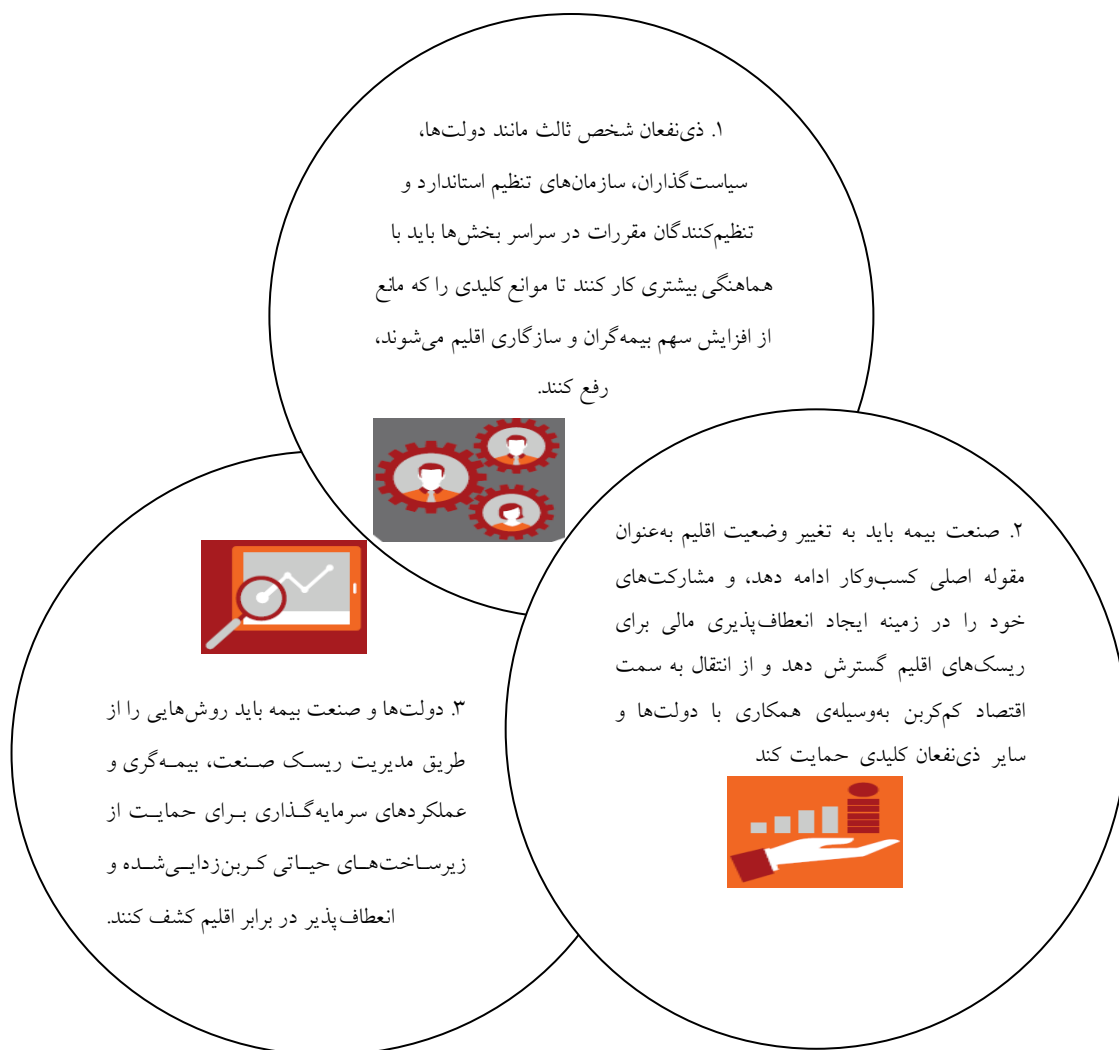 ۱. ذی‌نفعان شخص ثالث مانند دولت‌ها،
سیاست‌گذاران، سازمان‌های تنظیم استاندارد و
تنظیم‌کنندگان مقررات در سراسر بخش‌ها باید با
هماهنگی بیشتری کار کنند تا موانع کلیدی را که مانع
از افزایش سهم بیمه‌گران و سازگاری اقلیم می‌شوند،
رفع کنند.
۲. صنعت بیمه باید به تغییر وضعیت اقلیم به‌عنوان
مقوله اصلی کسب‌وکار ادامه دهد، و مشارکت‌های
خود را در زمینه ایجاد انعطاف‌پذیری مالی برای
ریسک‌های اقلیم گسترش دهد و از انتقال به سمت
اقتصاد کم‌کربن به‌وسیله‌ی همکاری با دولت‌ها و
سایر ذی‌نفعان کلیدی حمایت کند
۳. دولت‌ها و صنعت بیمه باید روش‌هایی را از
طریق مدیریت ریسک صنعت، بیمه‌گری و
عملکردهای سرمایه‌گذاری برای حمایت از
زیرساخت‌های حیاتی کربن‌زدایی‌شده و
انعطاف‌پذیر در برابر اقلیم کشف کنند.